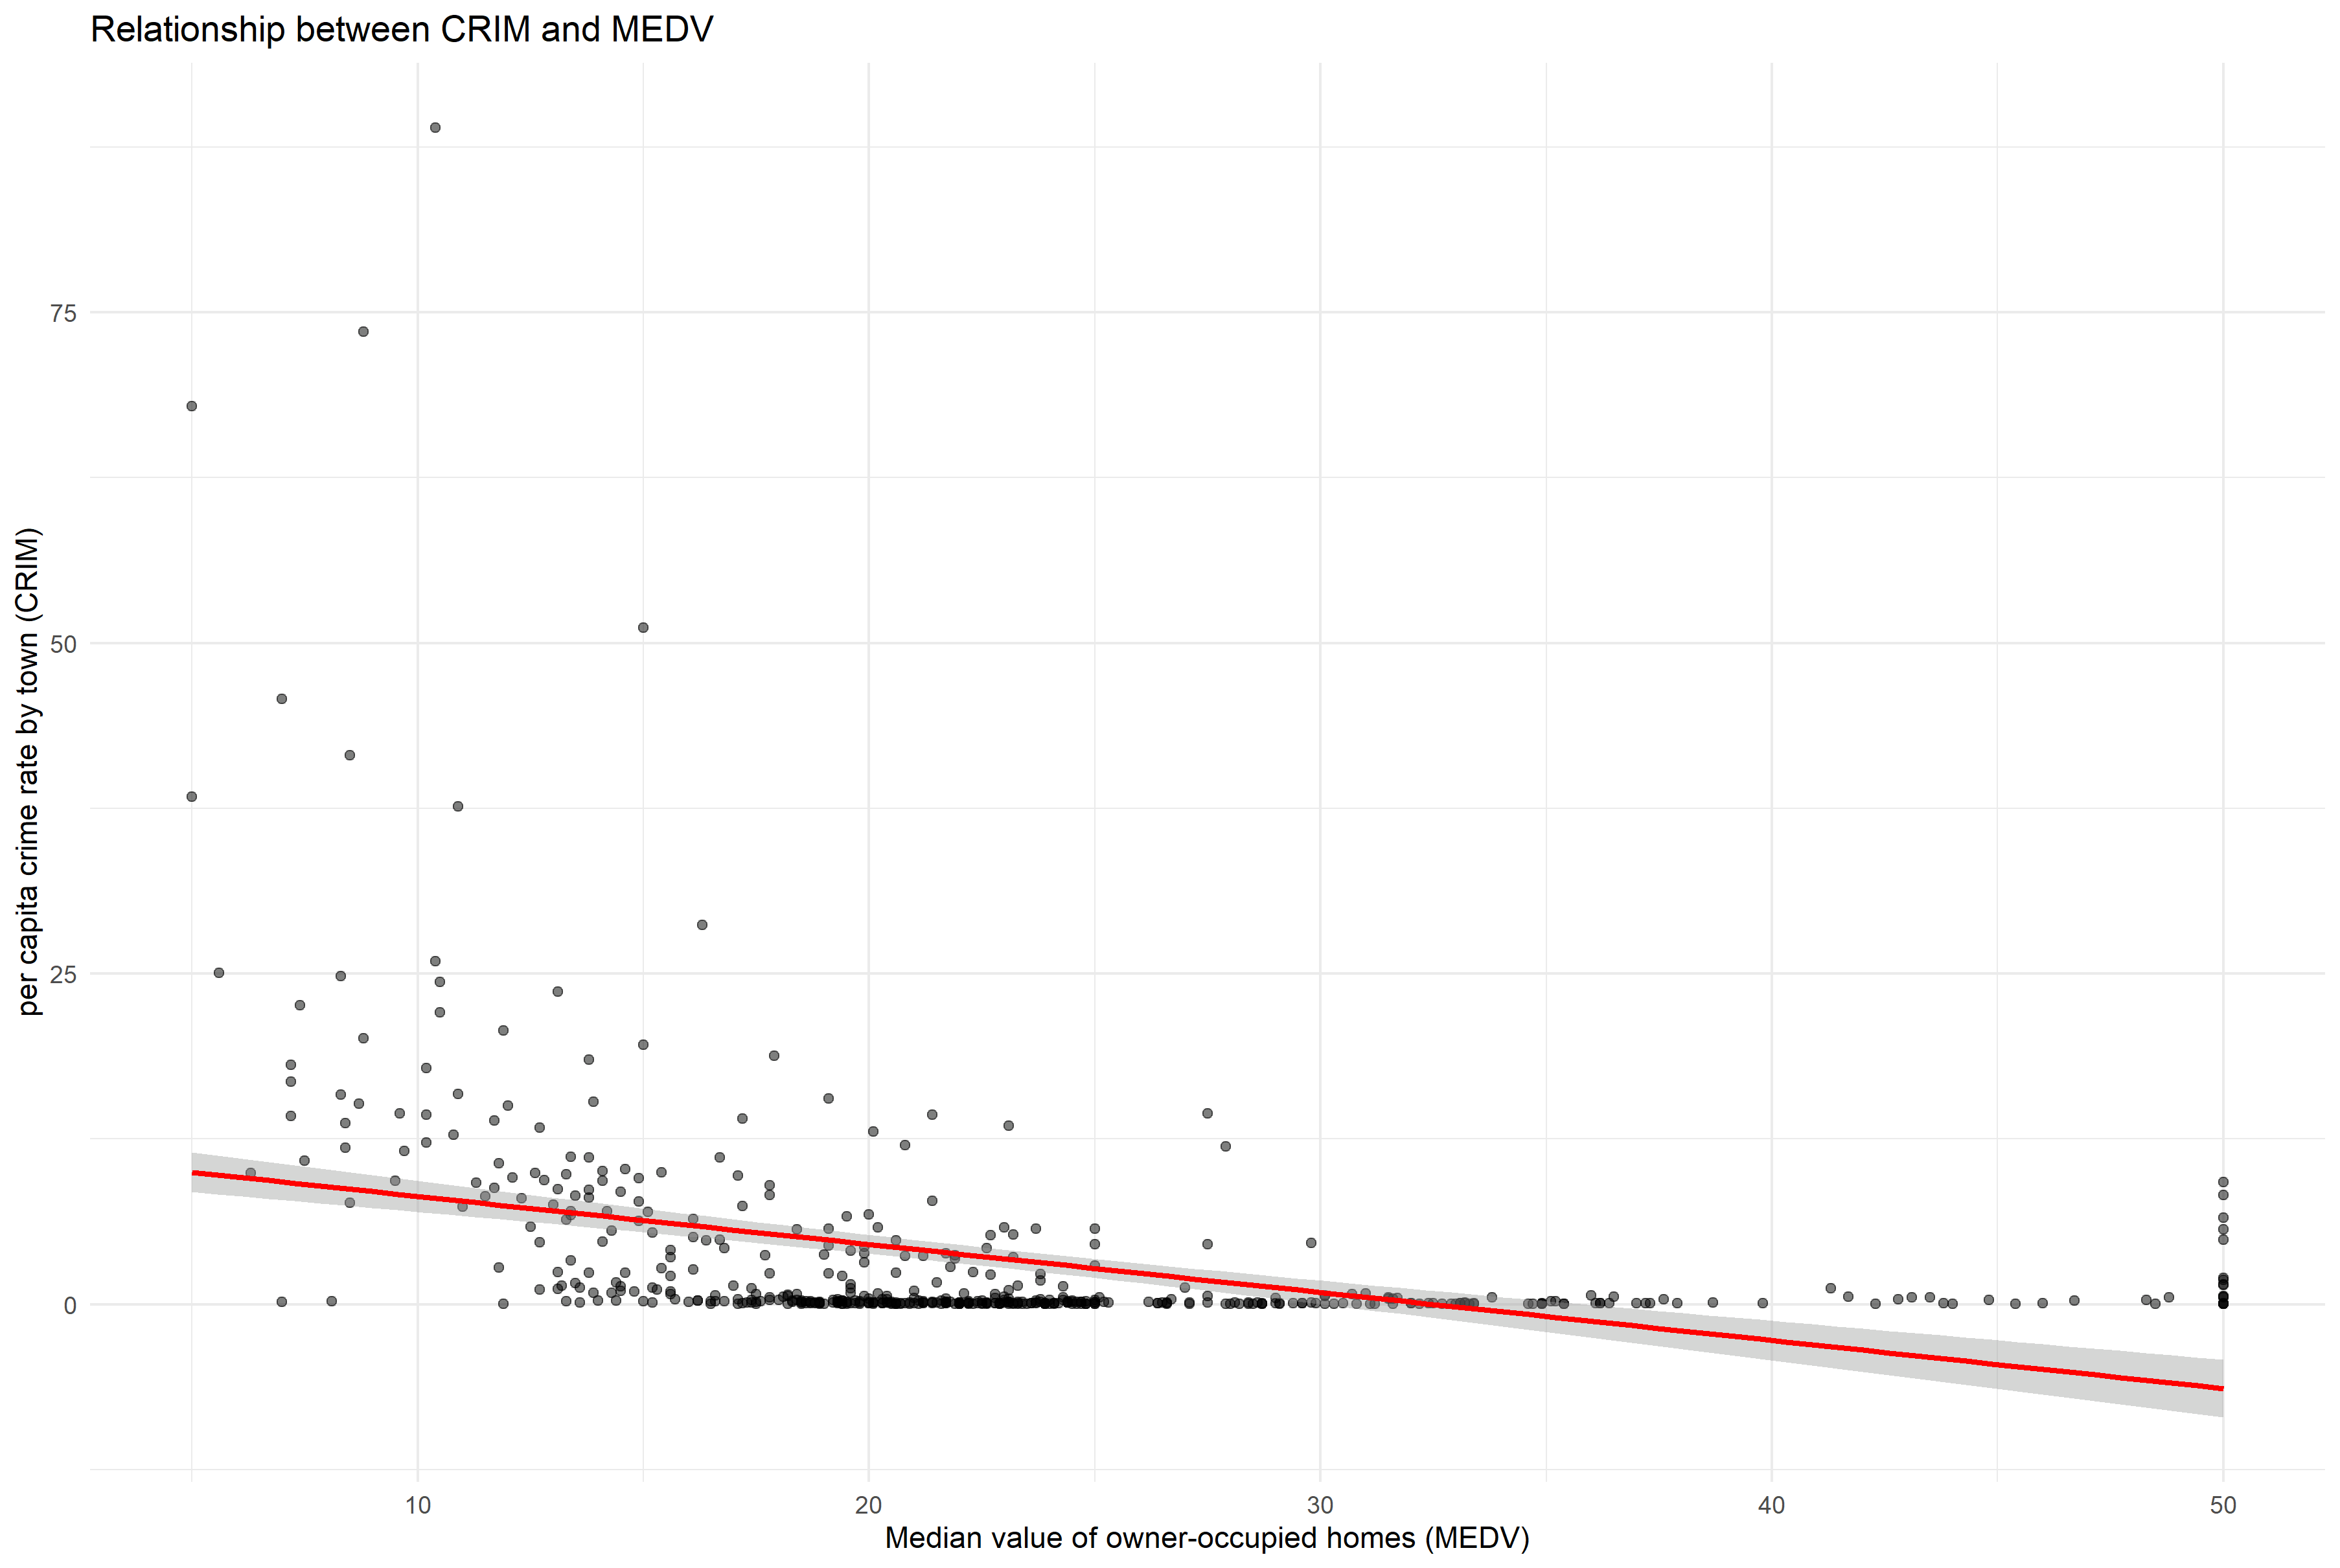 Relationship between CRIM and MEDV
per capita crime rate by town (CRIM)
75
50
25
0
10 20 30 40 50
Median value of owner-occupied homes (MEDV)